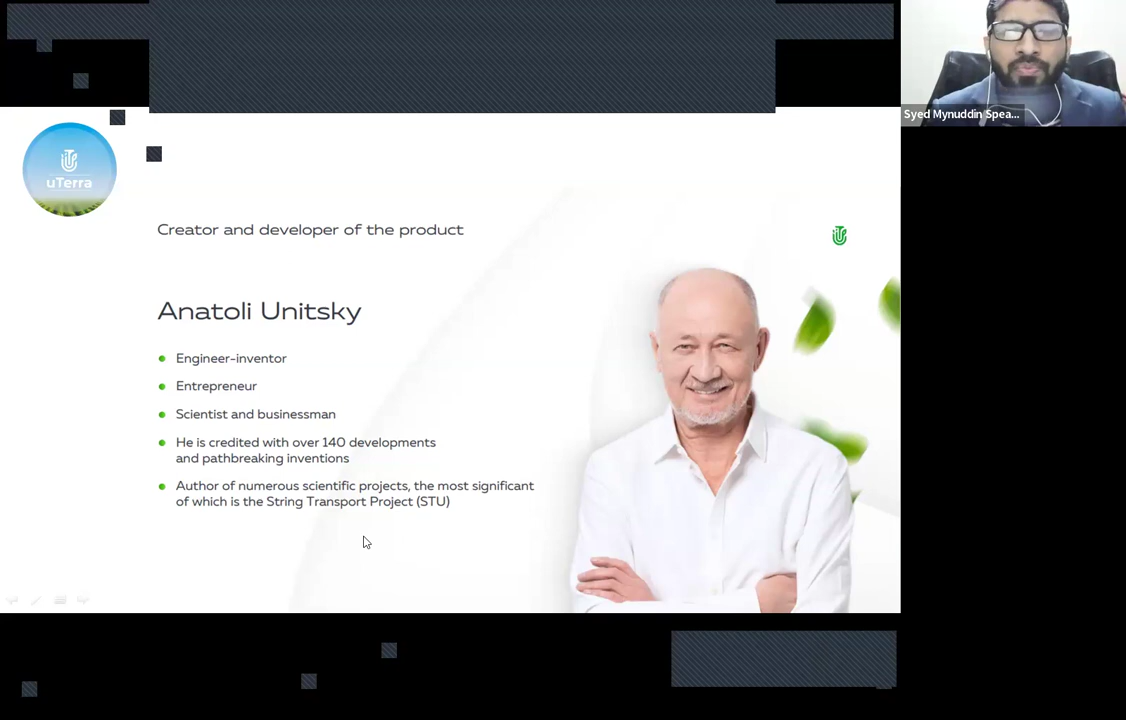 Syed Mynuddin Spea...
uTerra
Creator and developer of the product
Anatoli Unitsky
Engineer-inventor
Entrepreneur
Scientist and businessman
He is credited with over 140 developments
and pathbreaking inventions
Author of numerous scientific projects, the most significant
of which is the String Transport Project (STU)